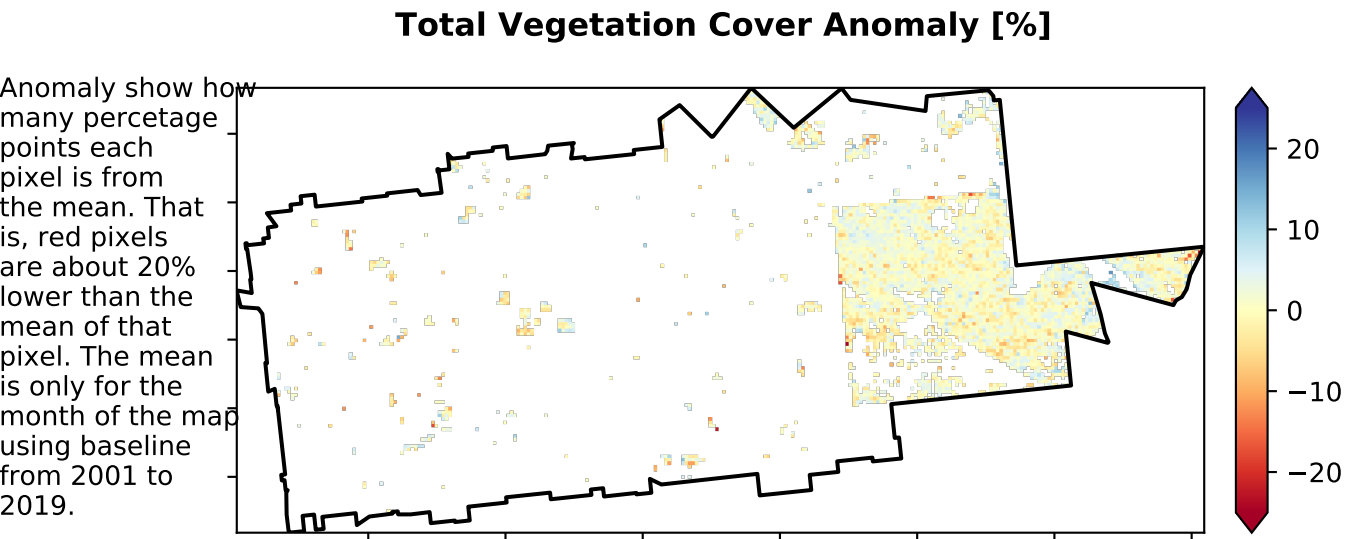 Total Vegetation Cover Anomaly [%]
Anomaly show how
many percetage
points each
pixel is from
the mean. That
is, red pixels
are about 20%
lower than the
mean of that
pixel. The mean
is only for the
month of the map
using baseline
from 2001 to
2019.
20
10
0
−10
−20